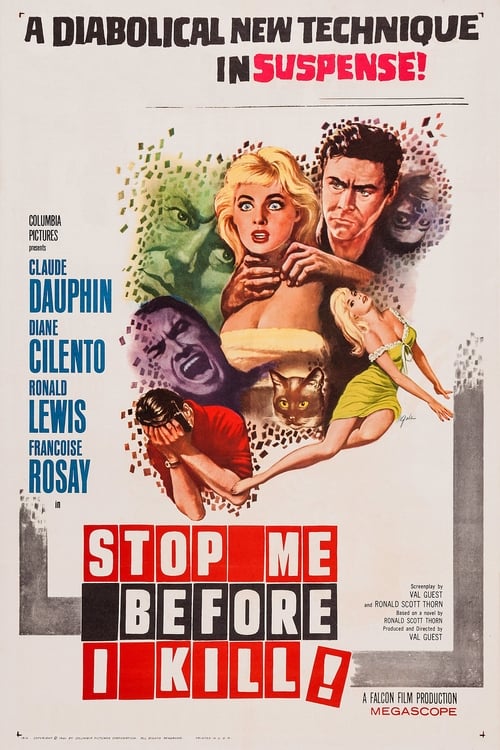 A DIABOLICAL NEW TECHNIQUE
IN SUSPENSE!
COLUMBIA
PICTURES
presents
CLAUDE
DAUPHIN
DIANE
CILENTO
RONALD
LEWIS
FRANCOISE
ROSAY
in
STOP ME
BEFORE
I KILL!
Screenplay by
VAL GUEST
and RONALD SCOTT THORN
Based on a novel by
RONALD SCOTT THORN
Produced and Directed by
VAL GUEST
A FALCON FILM PRODUCTION
MEGASCOPE